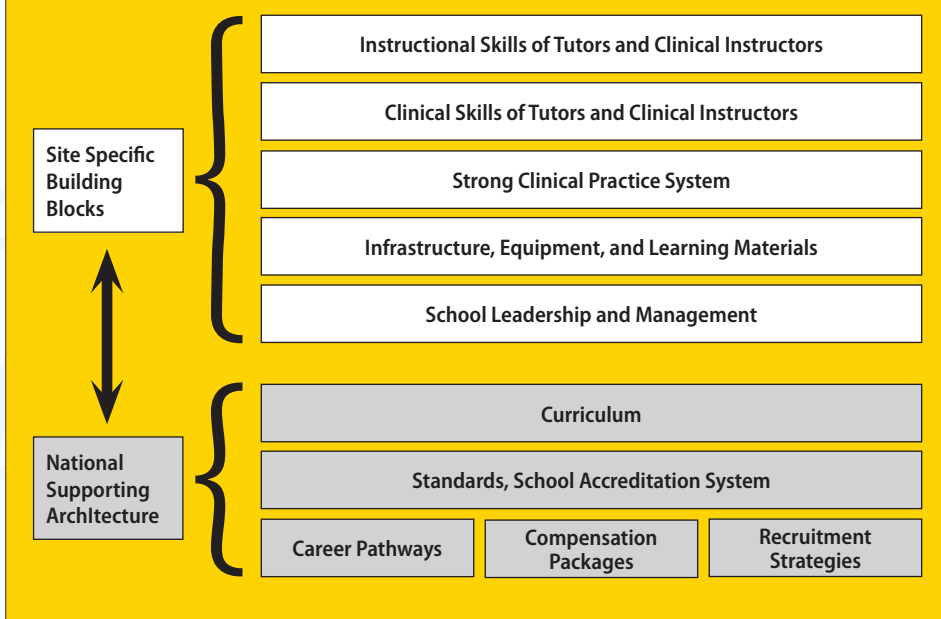 Site Specific
Building
Blocks
Instructional Skills of Tutors and Clinical Instructors
Clinical Skills of Tutors and Clinical Instructors
Strong Clinical Practice System
Infrastructure, Equipment, and Learning Materials
School Leadership and Management
National
Supporting
ArchItecture
Curriculum
Standards, School Accreditation System
Career Pathways
Compensation
Packages
Recruitment
Strategies